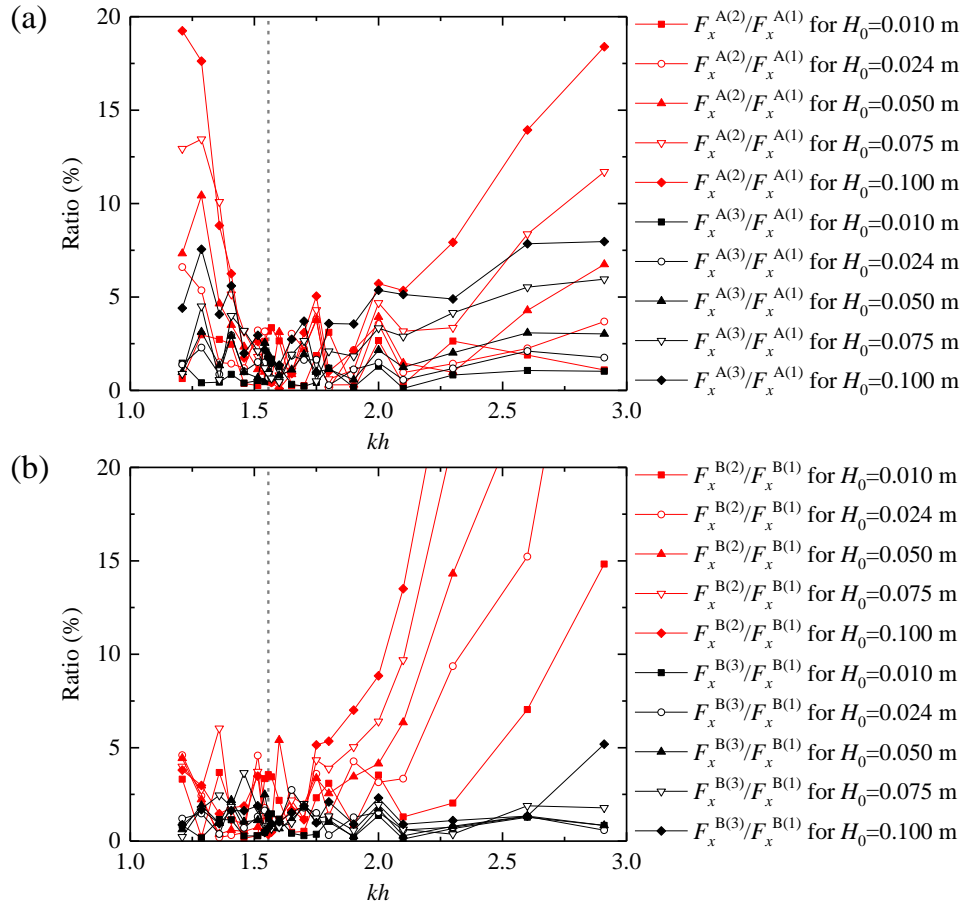 (a)
20
15
10
5
0
Ratio (%)
1.0 1.5 2.0 2.5 3.0
kh
F_x^A(2)/F_x^A(1) for H_0=0.010 m
F_x^A(2)/F_x^A(1) for H_0=0.024 m
F_x^A(2)/F_x^A(1) for H_0=0.050 m
F_x^A(2)/F_x^A(1) for H_0=0.075 m
F_x^A(2)/F_x^A(1) for H_0=0.100 m
F_x^A(3)/F_x^A(1) for H_0=0.010 m
F_x^A(3)/F_x^A(1) for H_0=0.024 m
F_x^A(3)/F_x^A(1) for H_0=0.050 m
F_x^A(3)/F_x^A(1) for H_0=0.075 m
F_x^A(3)/F_x^A(1) for H_0=0.100 m
(b)
20
15
10
5
0
Ratio (%)
1.0 1.5 2.0 2.5 3.0
kh
F_x^B(2)/F_x^B(1) for H_0=0.010 m
F_x^B(2)/F_x^B(1) for H_0=0.024 m
F_x^B(2)/F_x^B(1) for H_0=0.050 m
F_x^B(2)/F_x^B(1) for H_0=0.075 m
F_x^B(2)/F_x^B(1) for H_0=0.100 m
F_x^B(3)/F_x^B(1) for H_0=0.010 m
F_x^B(3)/F_x^B(1) for H_0=0.024 m
F_x^B(3)/F_x^B(1) for H_0=0.050 m
F_x^B(3)/F_x^B(1) for H_0=0.075 m
F_x^B(3)/F_x^B(1) for H_0=0.100 m